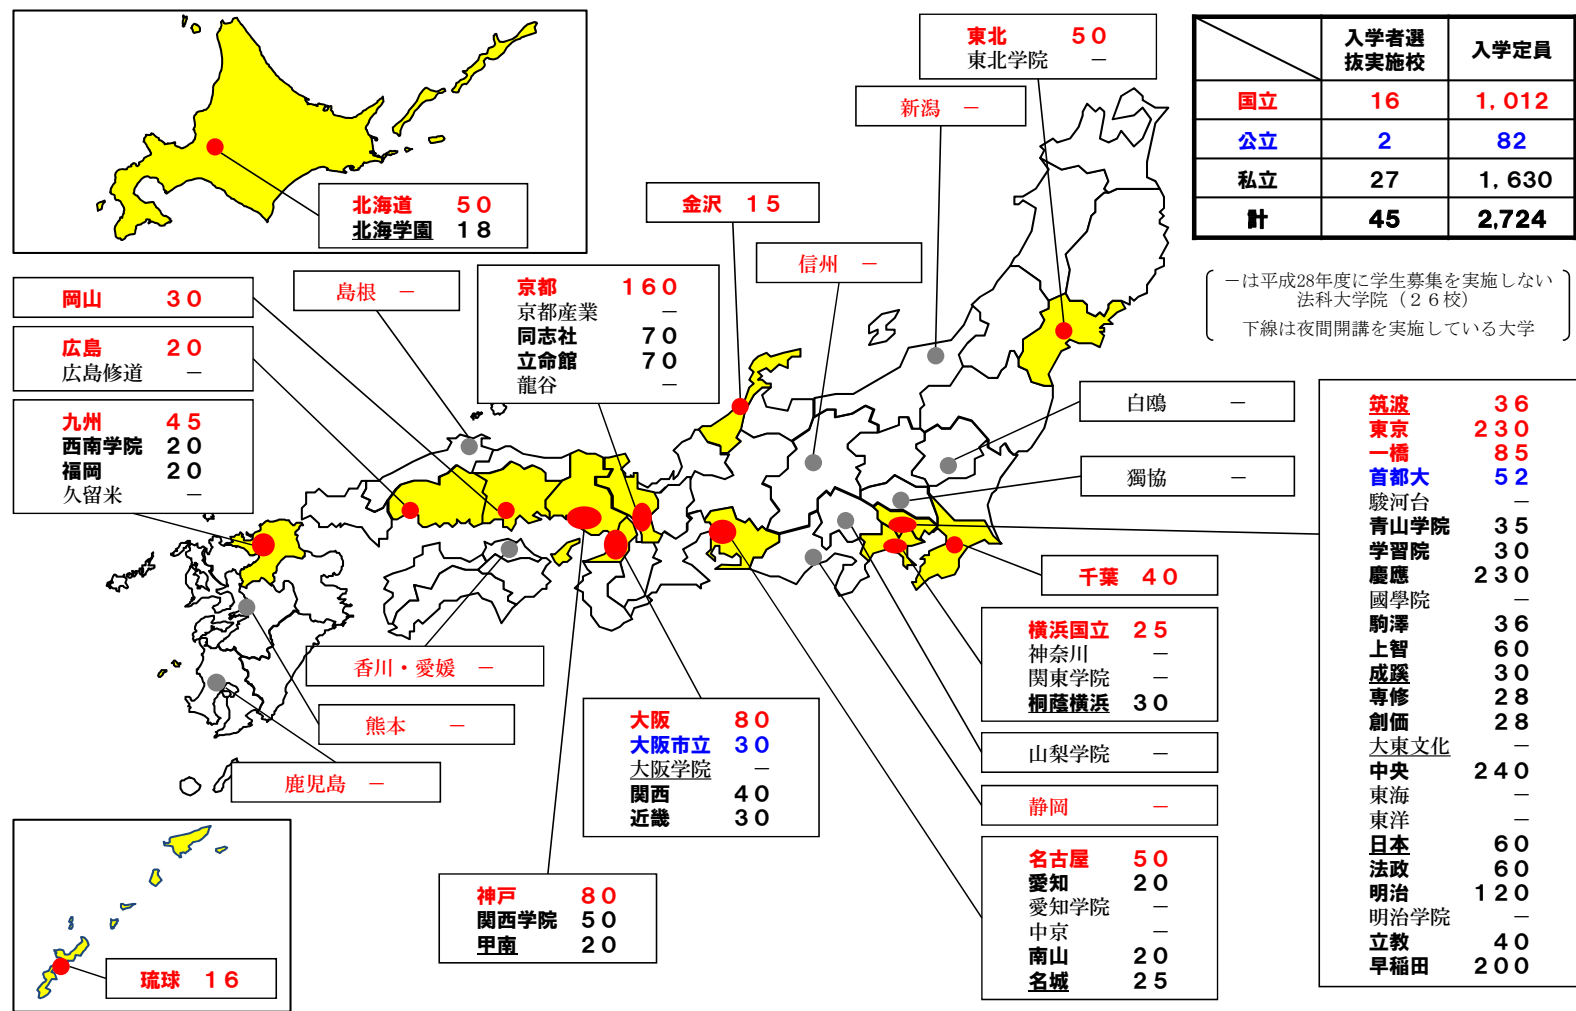 東北 ５０
東北学院 －
新潟 －
入学者選抜実施校 入学定員
国立 16 1,012
公立 2 82
私立 27 1,630
計 45 2,724
－は平成28年度に学生募集を実施しない
法科大学院（２６校）
下線は夜間開講を実施している大学
北海道 ５０
北海学園 １８
金沢 １５
信州 －
島根 －
岡山 ３０
広島 ２０
広島修道 －
九州 ４５
西南学院 ２０
福岡 ２０
久留米 －
京都 １６０
京都産業 －
同志社 ７０
立命館 ７０
龍谷 －
白鴎 －
獨協 －
千葉 ４０
筑波 ３６
東京 ２３０
一橋 ８５
首都大 ５２
駿河台 －
青山学院 ３５
学習院 ３０
慶應 ２３０
國學院 －
駒澤 ３６
上智 ６０
成蹊 ３０
専修 ２８
創価 ２８
大東文化 －
中央 ２４０
東海 －
東洋 －
日本 ６０
法政 ６０
明治 １２０
明治学院 －
立教 ４０
早稲田 ２００
横浜国立 ２５
神奈川 －
関東学院 －
桐蔭横浜 ３０
山梨学院 －
静岡 －
名古屋 ５０
愛知 ２０
愛知学院 －
中京 －
南山 ２０
名城 ２５
香川・愛媛 －
熊本 －
鹿児島 －
大阪 ８０
大阪市立 ３０
大阪学院 －
関西 ４０
近畿 ３０
神戸 ８０
関西学院 ５０
甲南 ２０
琉球 １６